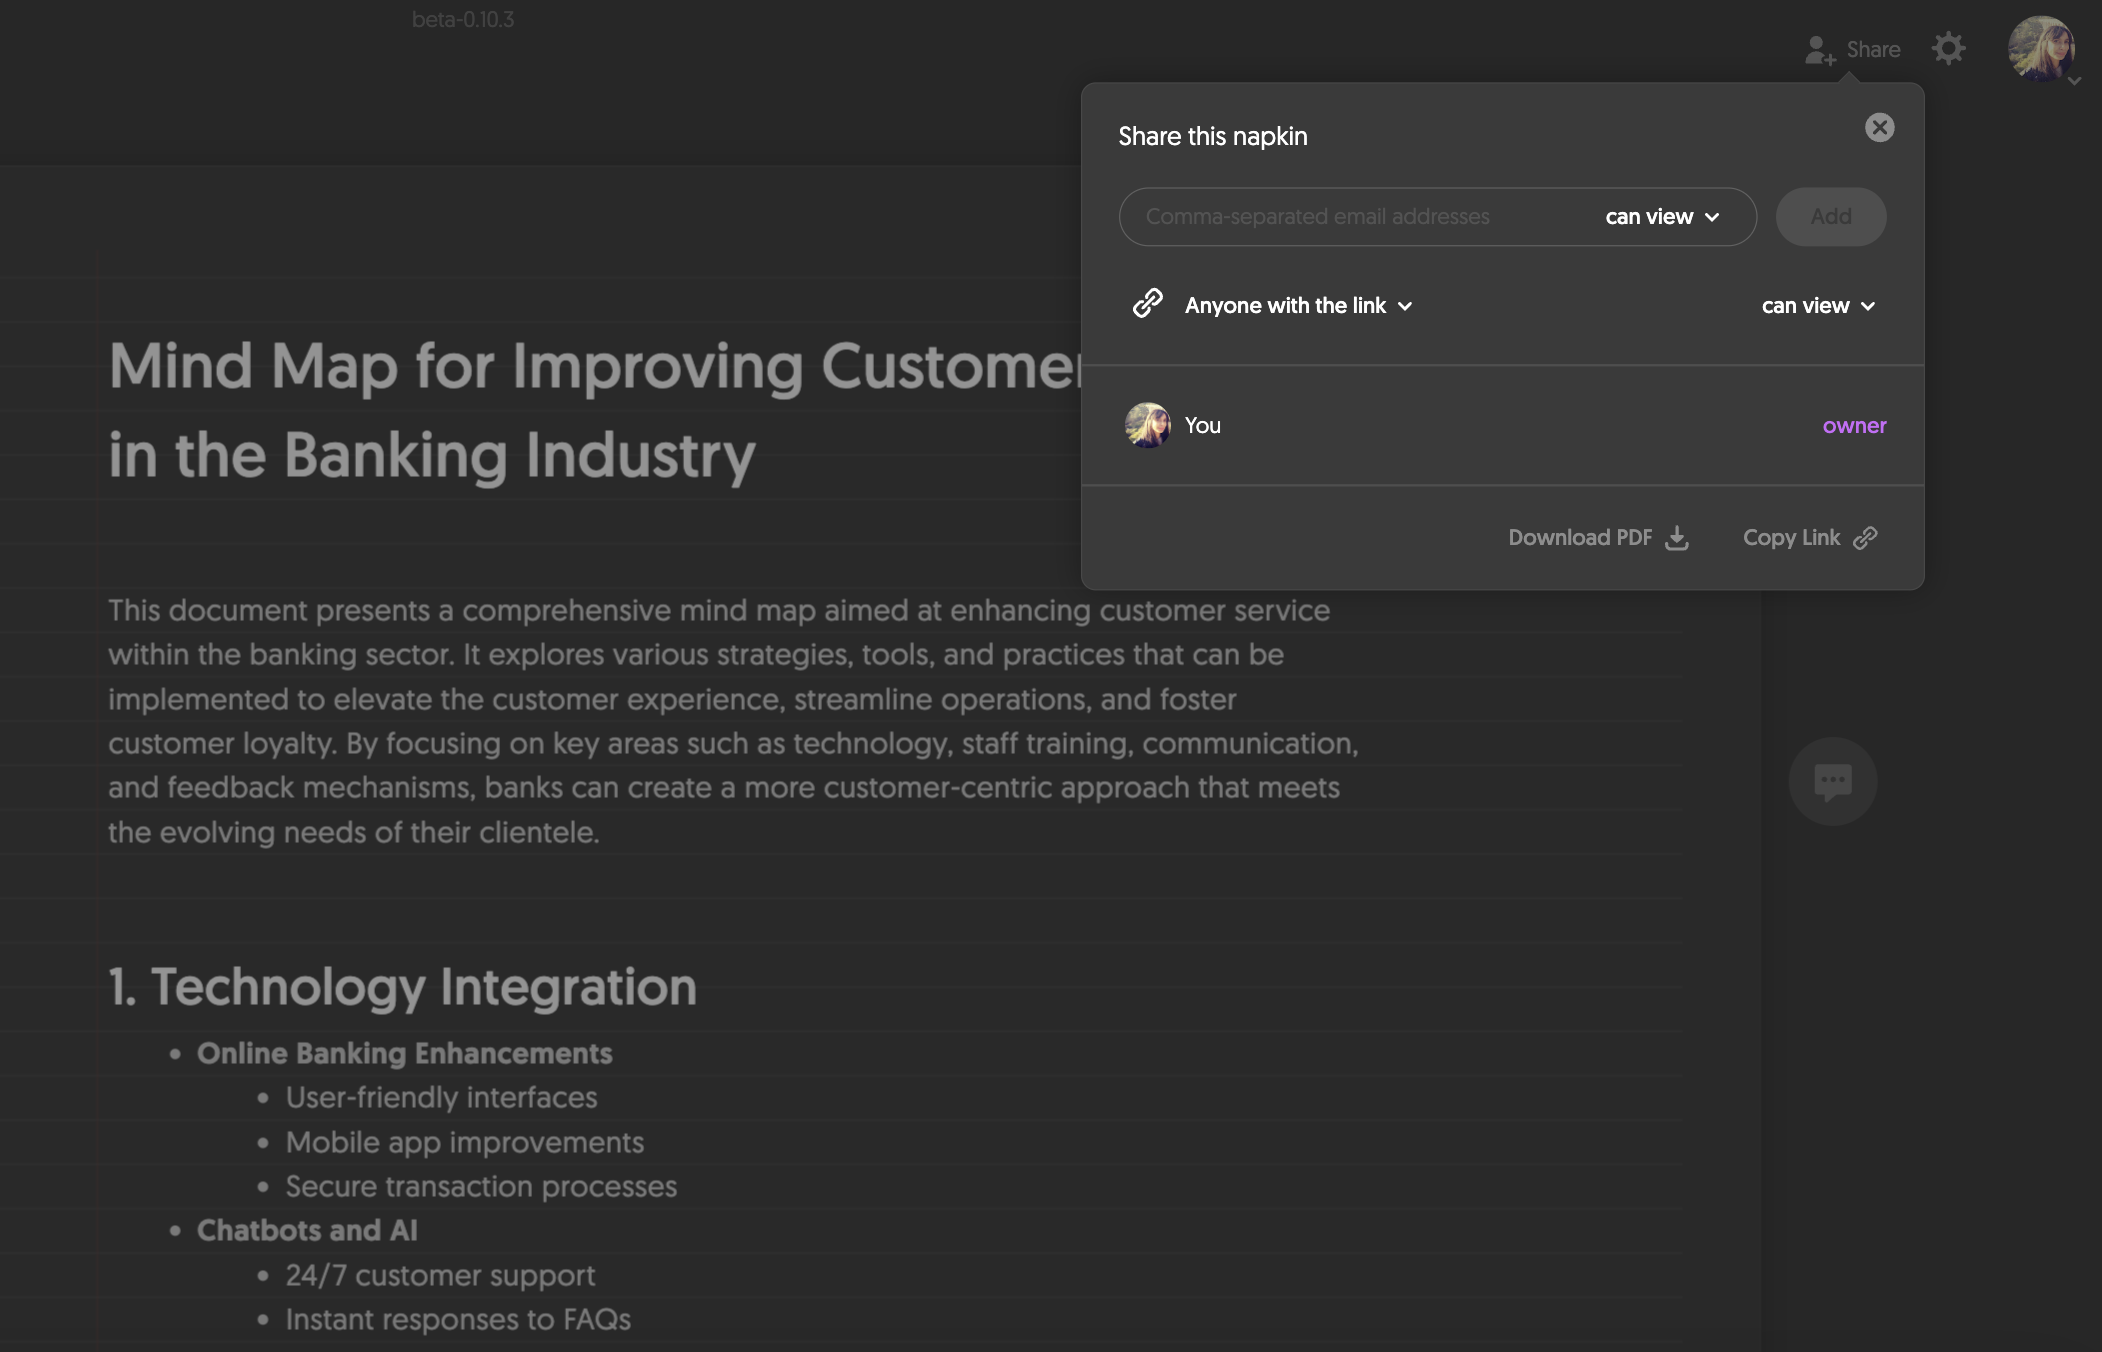 beta-0.10.3
Share
Share this napkin
Comma-separated email addresses can view Add
Anyone with the link can view
You owner
Download PDF Copy Link
Mind Map for Improving Customer
in the Banking Industry
This document presents a comprehensive mind map aimed at enhancing customer service
within the banking sector. It explores various strategies, tools, and practices that can be
implemented to elevate the customer experience, streamline operations, and foster
customer loyalty. By focusing on key areas such as technology, staff training, communication,
and feedback mechanisms, banks can create a more customer-centric approach that meets
the evolving needs of their clientele.
1. Technology Integration
• Online Banking Enhancements
• User-friendly interfaces
• Mobile app improvements
• Secure transaction processes
• Chatbots and AI
• 24/7 customer support
• Instant responses to FAQs